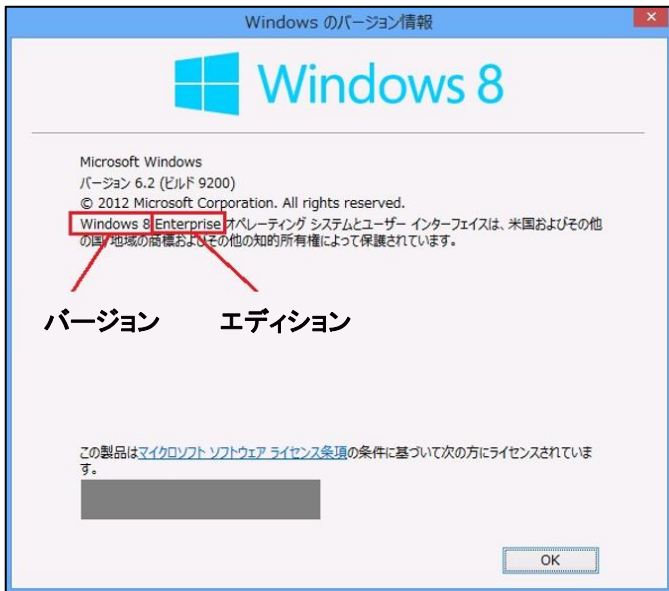 Windows のバージョン情報
Windows 8
Microsoft Windows
バージョン 6.2 (ビルド 9200)
© 2012 Microsoft Corporation. All rights reserved.
Windows 8 Enterprise オペレーティング システムとユーザー インターフェイスは、米国およびその他
の国/地域の商標およびその他の知的所有権によって保護されています。
バージョン エディション
この製品はマイクロソフト ソフトウェア ライセンス条項の条件に基づいて次の方にライセンスされていま
す。
OK